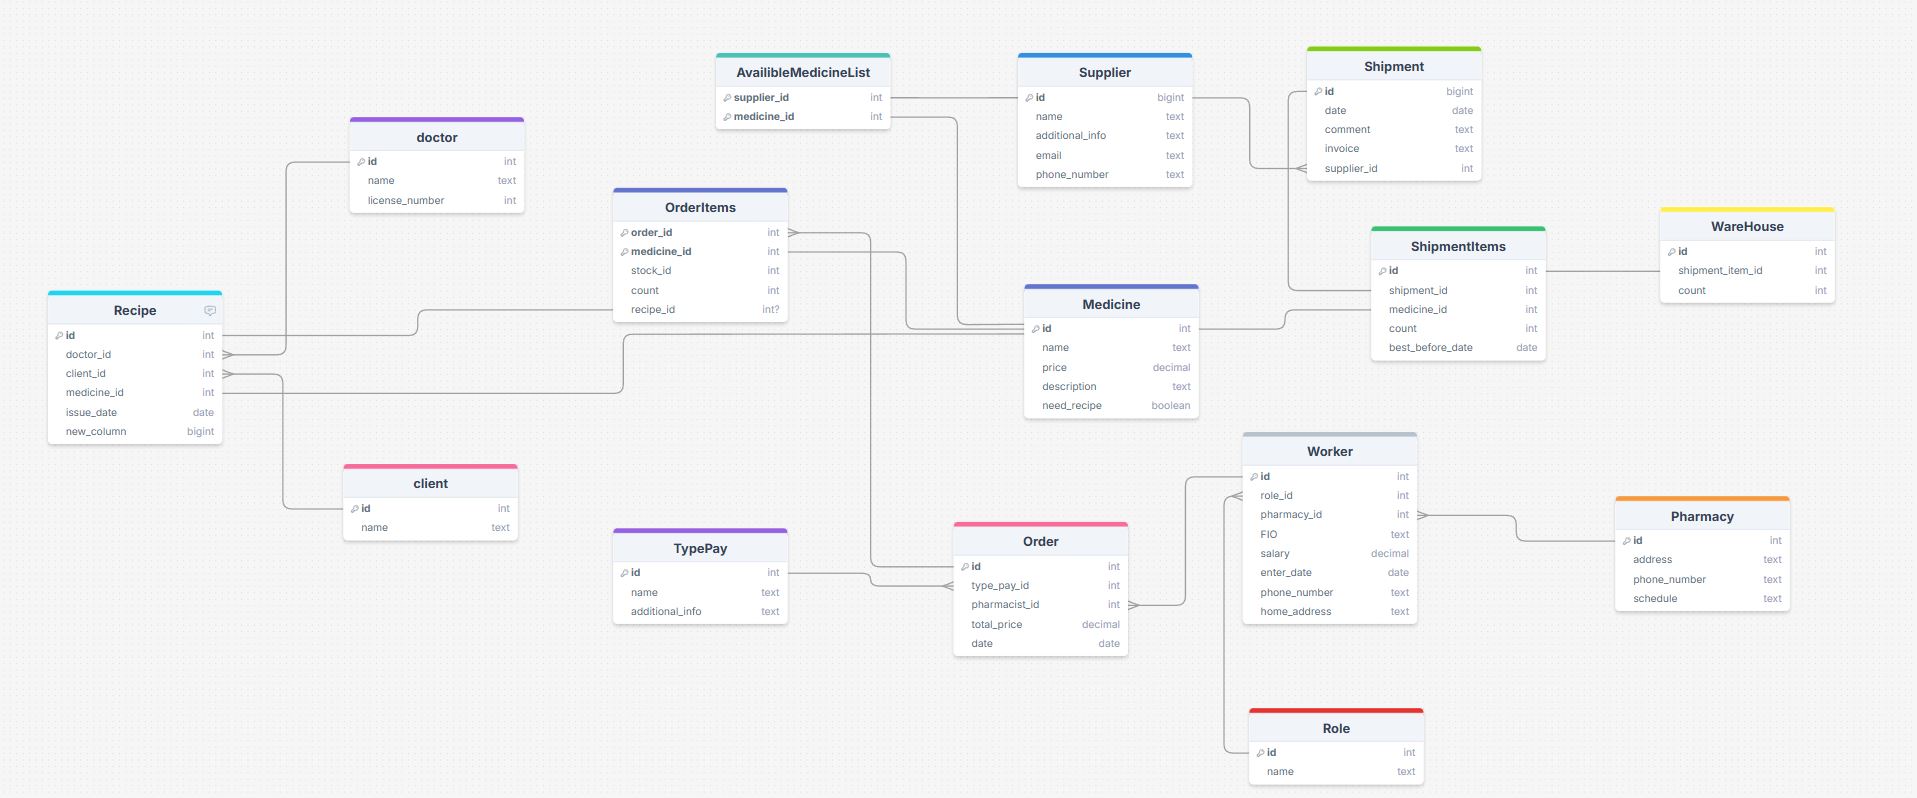 AvailibleMedicineList
supplier_id int
medicine_id int
Supplier
id bigint
name text
additional_info text
email text
phone_number text
Shipment
id bigint
date date
comment text
invoice text
supplier_id int
doctor
id int
name text
license_number int
OrderItems
order_id int
medicine_id int
stock_id int
count int
recipe_id int?
WareHouse
id int
shipment_item_id int
count int
ShipmentItems
id int
shipment_id int
medicine_id int
count int
best_before_date date
Recipe
id int
doctor_id int
client_id int
medicine_id int
issue_date date
new_column bigint
Medicine
id int
name text
price decimal
description text
need_recipe boolean
client
id int
name text
Worker
id int
role_id int
pharmacy_id int
FIO text
salary decimal
enter_date date
phone_number text
home_address text
Pharmacy
id int
address text
phone_number text
schedule text
TypePay
id int
name text
additional_info text
Order
id int
type_pay_id int
pharmacist_id int
total_price decimal
date date
Role
id int
name text